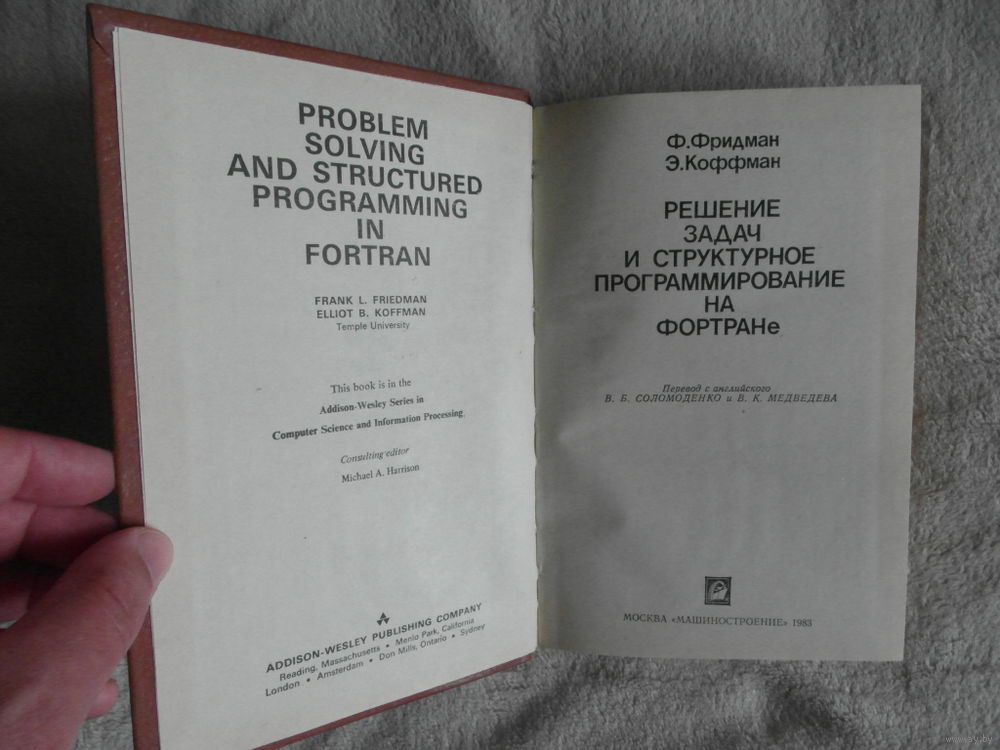 PROBLEM
SOLVING
AND STRUCTURED
PROGRAMMING
IN
FORTRAN
FRANK L. FRIEDMAN
ELLIOT B. KOFFMAN
Temple University
This book is in the
Addison-Wesley Series in
Computer Science and Information Processing.
Consulting editor
Michael A. Harrison
ADDISON-WESLEY PUBLISHING COMPANY
Reading, Massachusetts • Menlo Park, California
London • Amsterdam • Don Mills, Ontario • Sydney
Ф.Фридман
Э.Коффман
РЕШЕНИЕ
ЗАДАЧ
И СТРУКТУРНОЕ
ПРОГРАММИРОВАНИЕ
НА
ФОРТРАНе
Перевод с английского
В. Б. СОЛОМОДЕНКО и В. К. МЕДВЕДЕВА
МОСКВА «МАШИНОСТРОЕНИЕ» 1983
www.ay.by